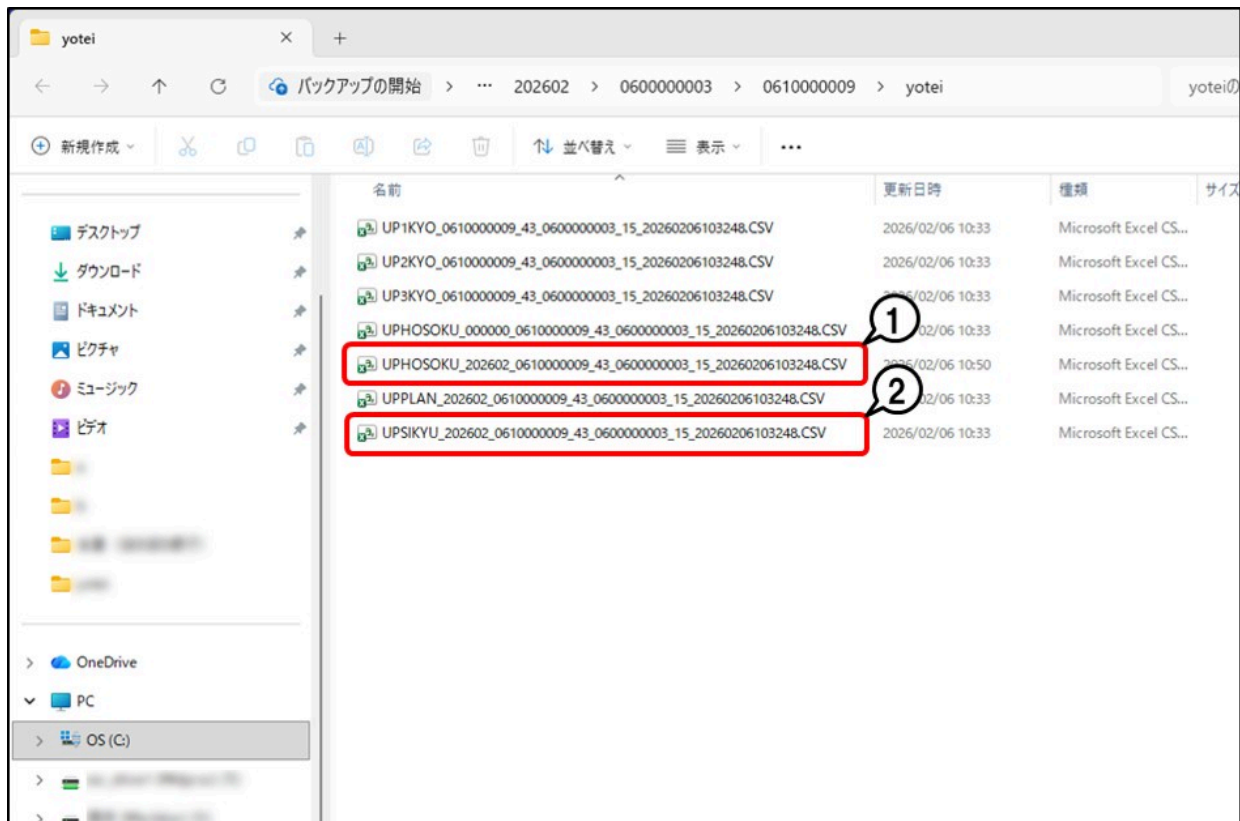 yotei
バックアップの開始 > … 202602 > 0600000003 > 0610000009 > yotei yoteiの
新規作成 並べ替え 表示 …
名前 更新日時 種類 サイズ
デスクトップ
ダウンロード
ドキュメント
ピクチャ
ミュージック
ビデオ
OneDrive
PC
OS (C:)
UP1KYO_0610000009_43_0600000003_15_20260206103248.CSV 2026/02/06 10:33 Microsoft Excel CS...
UP2KYO_0610000009_43_0600000003_15_20260206103248.CSV 2026/02/06 10:33 Microsoft Excel CS...
UP3KYO_0610000009_43_0600000003_15_20260206103248.CSV /02/06 10:33 Microsoft Excel CS...
UPHOSOKU_000000_0610000009_43_0600000003_15_20260206103248.CSV 02/06 10:33 Microsoft Excel CS...
①
UPHOSOKU_202602_0610000009_43_0600000003_15_20260206103248.CSV /02/06 10:50 Microsoft Excel CS...
UPPLAN_202602_0610000009_43_0600000003_15_20260206103248.CSV 02/06 10:33 Microsoft Excel CS...
②
UPSIKYU_202602_0610000009_43_0600000003_15_20260206103248.CSV 2026/02/06 10:33 Microsoft Excel CS...